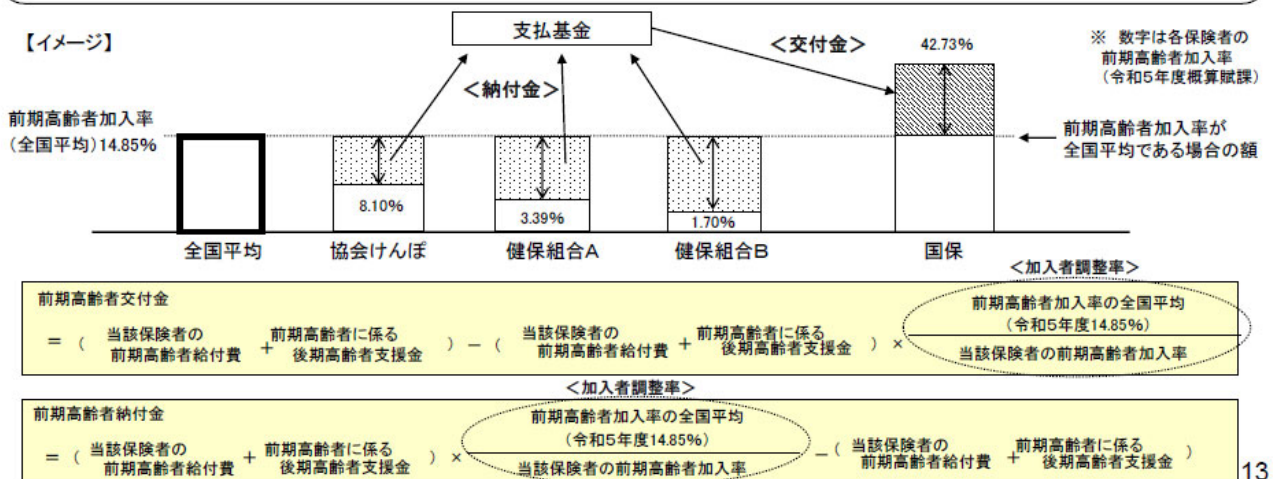 【イメージ】
支払基金
＜交付金＞
42.73%
※ 数字は各保険者の
前期高齢者加入率
（令和5年度概算賦課）
＜納付金＞
前期高齢者加入率
（全国平均）14.85%
前期高齢者加入率が
全国平均である場合の額
8.10%
3.39%
1.70%
全国平均
協会けんぽ
健保組合A
健保組合B
国保
＜加入者調整率＞
前期高齢者交付金
前期高齢者加入率の全国平均
（令和5年度14.85%）
当該保険者の前期高齢者加入率
＝（ 当該保険者の 前期高齢者給付費 ＋ 前期高齢者に係る 後期高齢者支援金 ）－（ 当該保険者の 前期高齢者給付費 ＋ 前期高齢者に係る 後期高齢者支援金 ）×
＜加入者調整率＞
前期高齢者納付金
前期高齢者加入率の全国平均
（令和5年度14.85%）
当該保険者の前期高齢者加入率
＝（ 当該保険者の 前期高齢者給付費 ＋ 前期高齢者に係る 後期高齢者支援金 ）× －（ 当該保険者の 前期高齢者給付費 ＋ 前期高齢者に係る 後期高齢者支援金 ）
13